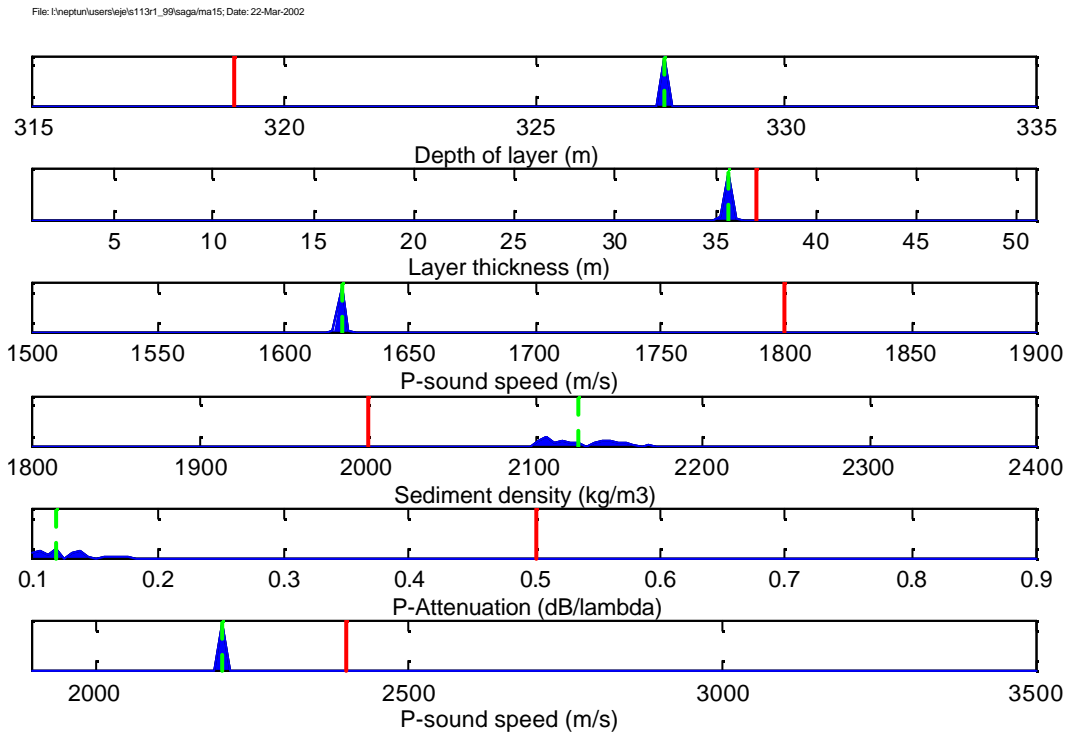 File: I:\neptun\users\eje\s113r1_99\saga/ma15; Date: 22-Mar-2002
315 320 325 330 335
Depth of layer (m)
5 10 15 20 25 30 35 40 45 50
Layer thickness (m)
1500 1550 1600 1650 1700 1750 1800 1850 1900
P-sound speed (m/s)
1800 1900 2000 2100 2200 2300 2400
Sediment density (kg/m3)
0.1 0.2 0.3 0.4 0.5 0.6 0.7 0.8 0.9
P-Attenuation (dB/lambda)
2000 2500 3000 3500
P-sound speed (m/s)